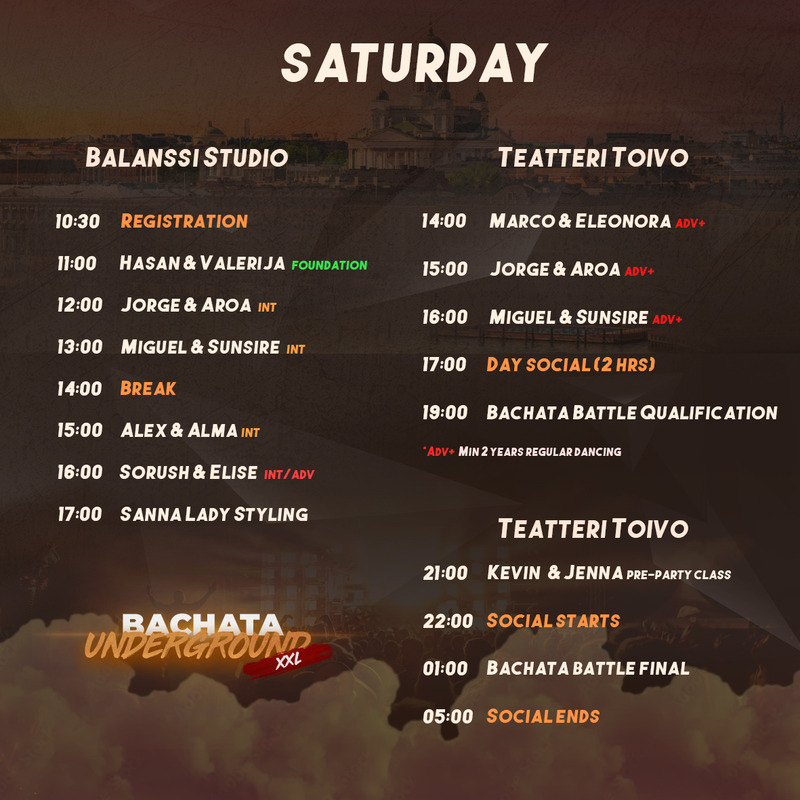 SATURDAY
BALANSSI STUDIO
10:30 REGISTRATION
11:00 HASAN & VALERIJA FOUNDATION
12:00 JORGE & AROA INT
13:00 MIGUEL & SUNSIRE INT
14:00 BREAK
15:00 ALEX & ALMA INT
16:00 SORUSH & ELISE INT/ADV
17:00 SANNA LADY STYLING
TEATTERI TOIVO
14:00 MARCO & ELEONORA ADV+
15:00 JORGE & AROA ADV+
16:00 MIGUEL & SUNSIRE ADV+
17:00 DAY SOCIAL (2 HRS)
19:00 BACHATA BATTLE QUALIFICATION
*ADV+ MIN 2 YEARS REGULAR DANCING
TEATTERI TOIVO
21:00 KEVIN & JENNA PRE-PARTY CLASS
22:00 SOCIAL STARTS
01:00 BACHATA BATTLE FINAL
05:00 SOCIAL ENDS
BACHATA
UNDERGROUND
XXL